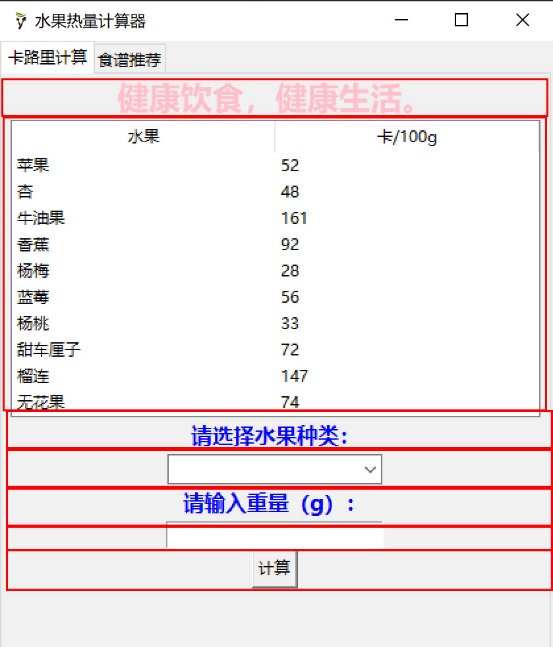 水果热量计算器
卡路里计算 食谱推荐
健康饮食，健康生活。
水果 卡/100g
苹果 52
杏 48
牛油果 161
香蕉 92
杨梅 28
蓝莓 56
杨桃 33
甜车厘子 72
榴连 147
无花果 74
请选择水果种类：
请输入重量（g）：
计算